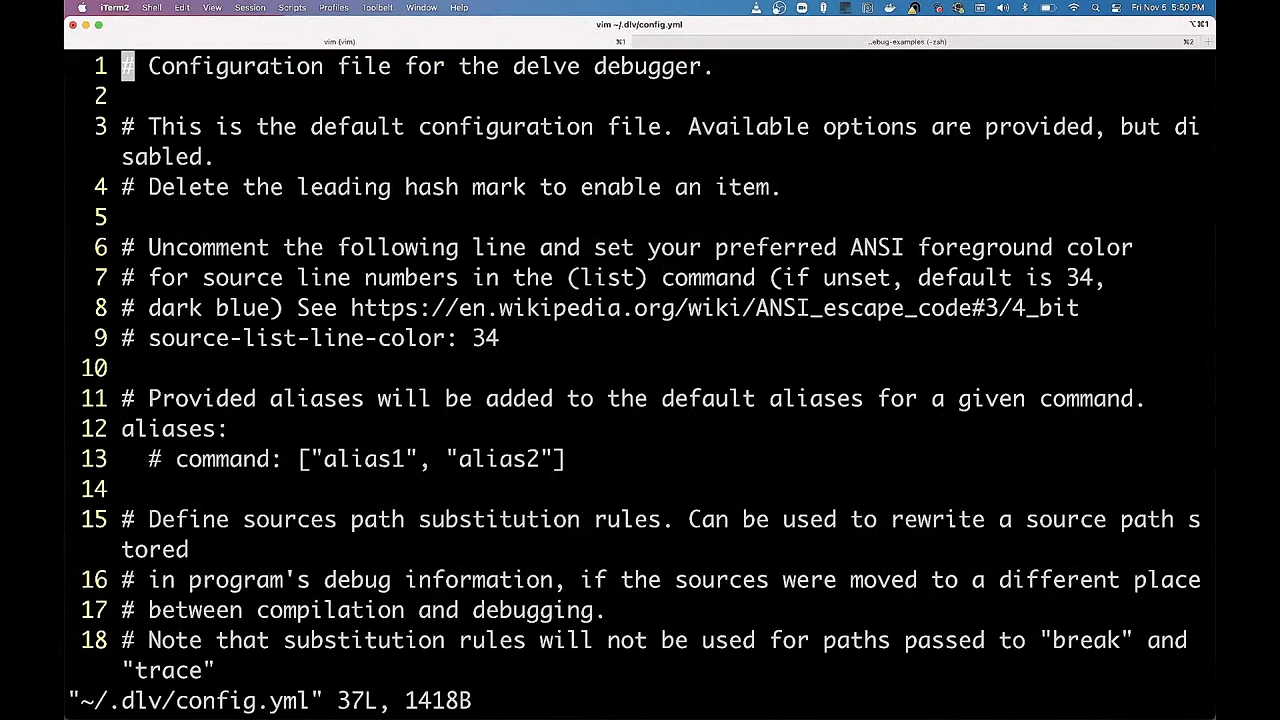 iTerm2 Shell Edit View Session Scripts Profiles Toolbelt Window Help Fri Nov 5 5:50 PM
vim ~/.dlv/config.yml ⌥⌘1
vim (vim) ⌘1 ..ebug-examples (-zsh) ⌘2
1 # Configuration file for the delve debugger.
2
3 # This is the default configuration file. Available options are provided, but di
sabled.
4 # Delete the leading hash mark to enable an item.
5
6 # Uncomment the following line and set your preferred ANSI foreground color
7 # for source line numbers in the (list) command (if unset, default is 34,
8 # dark blue) See https://en.wikipedia.org/wiki/ANSI_escape_code#3/4_bit
9 # source-list-line-color: 34
10
11 # Provided aliases will be added to the default aliases for a given command.
12 aliases:
13   # command: ["alias1", "alias2"]
14
15 # Define sources path substitution rules. Can be used to rewrite a source path s
tored
16 # in program's debug information, if the sources were moved to a different place
17 # between compilation and debugging.
18 # Note that substitution rules will not be used for paths passed to "break" and
"trace"
"~/.dlv/config.yml" 37L, 1418B